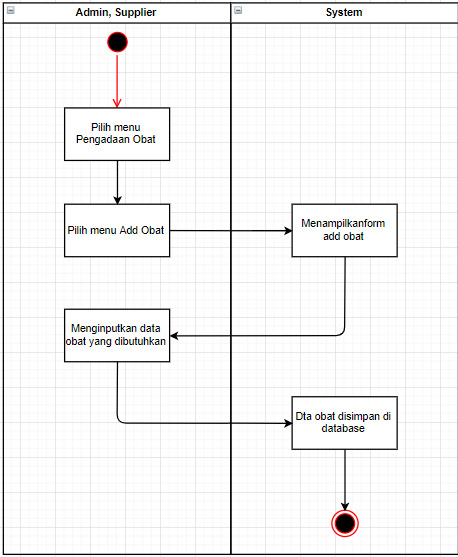 Admin, Supplier
System
Pilih menu
Pengadaan Obat
Pilih menu Add Obat
Menampilkanform
add obat
Menginputkan data
obat yang dibutuhkan
Dta obat disimpan di
database